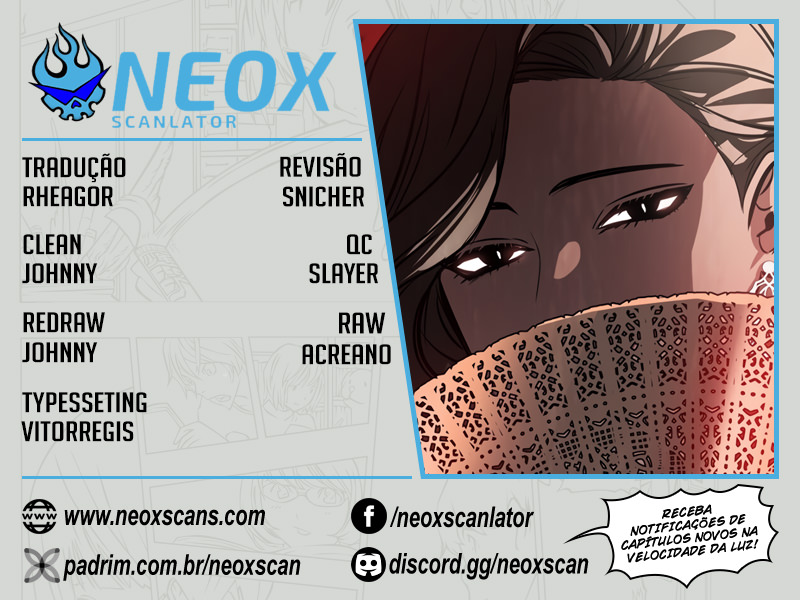 NEOX
SCANLATOR
TRADUÇÃO
RHEAGOR
REVISÃO
SNICHER
CLEAN
JOHNNY
QC
SLAYER
REDRAW
JOHNNY
RAW
ACREANO
TYPESSETING
VITORREGIS
WWW
www.neoxscans.com
f /neoxscanlator
padrim.com.br/neoxscan
discord.gg/neoxscan
RECEBA
NOTIFICAÇÕES DE
CAPÍTULOS NOVOS NA
VELOCIDADE DA LUZ!